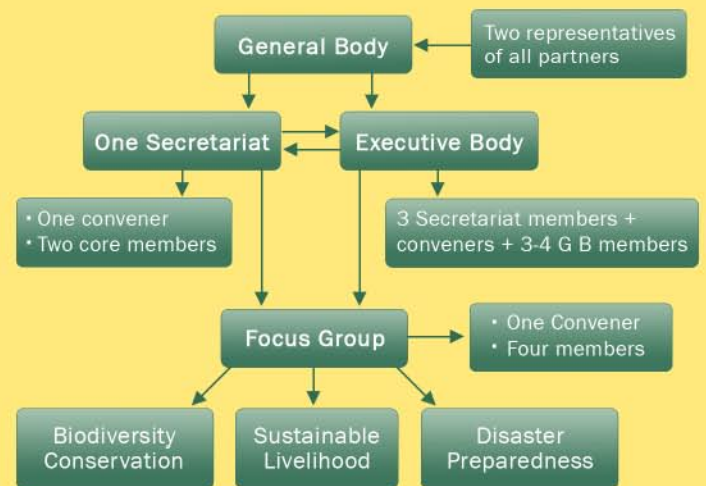 General Body
Two representatives
of all partners
One Secretariat
Executive Body
• One convener
• Two core members
3 Secretariat members +
conveners + 3-4 G B members
Focus Group
• One Convener
• Four members
Biodiversity
Conservation
Sustainable
Livelihood
Disaster
Preparedness